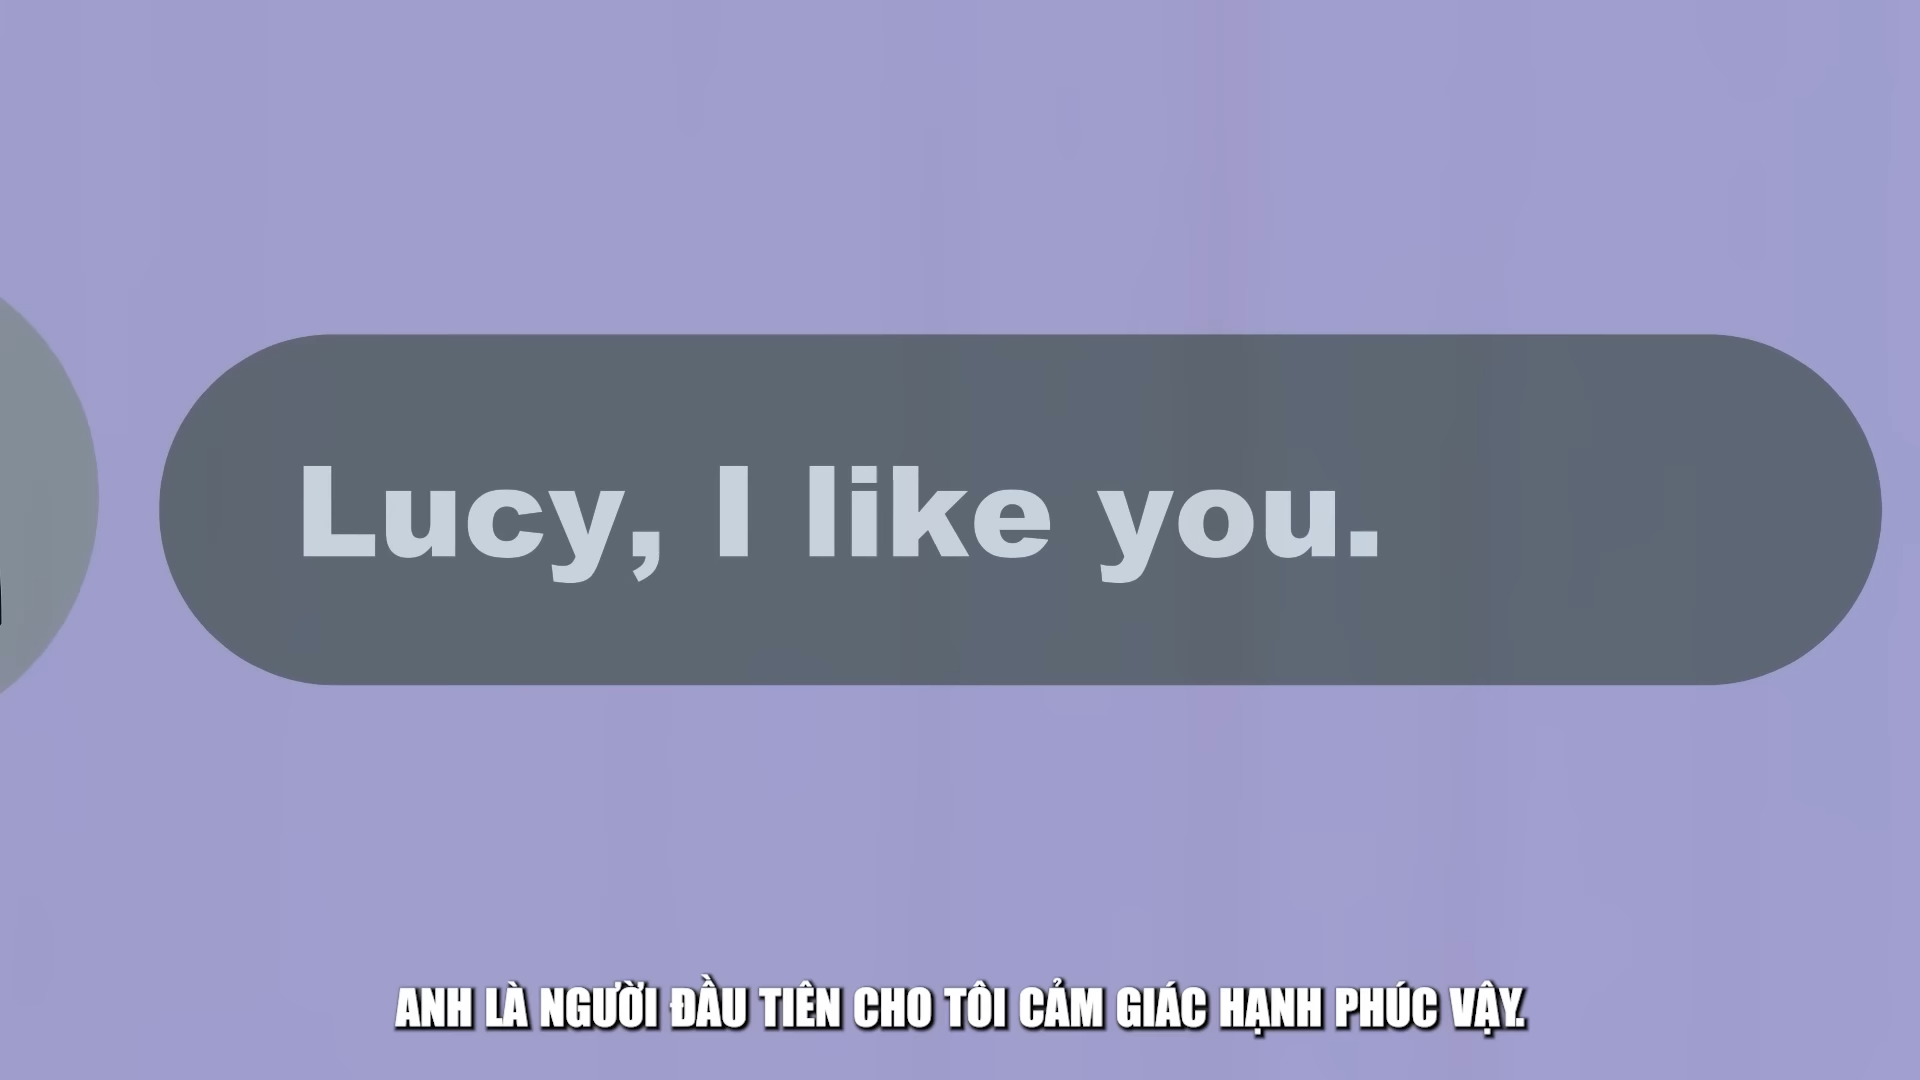 Lucy, I like you.
ANH LÀ NGƯỜI ĐẦU TIÊN CHO TÔI CẢM GIÁC HẠNH PHÚC VẬY.